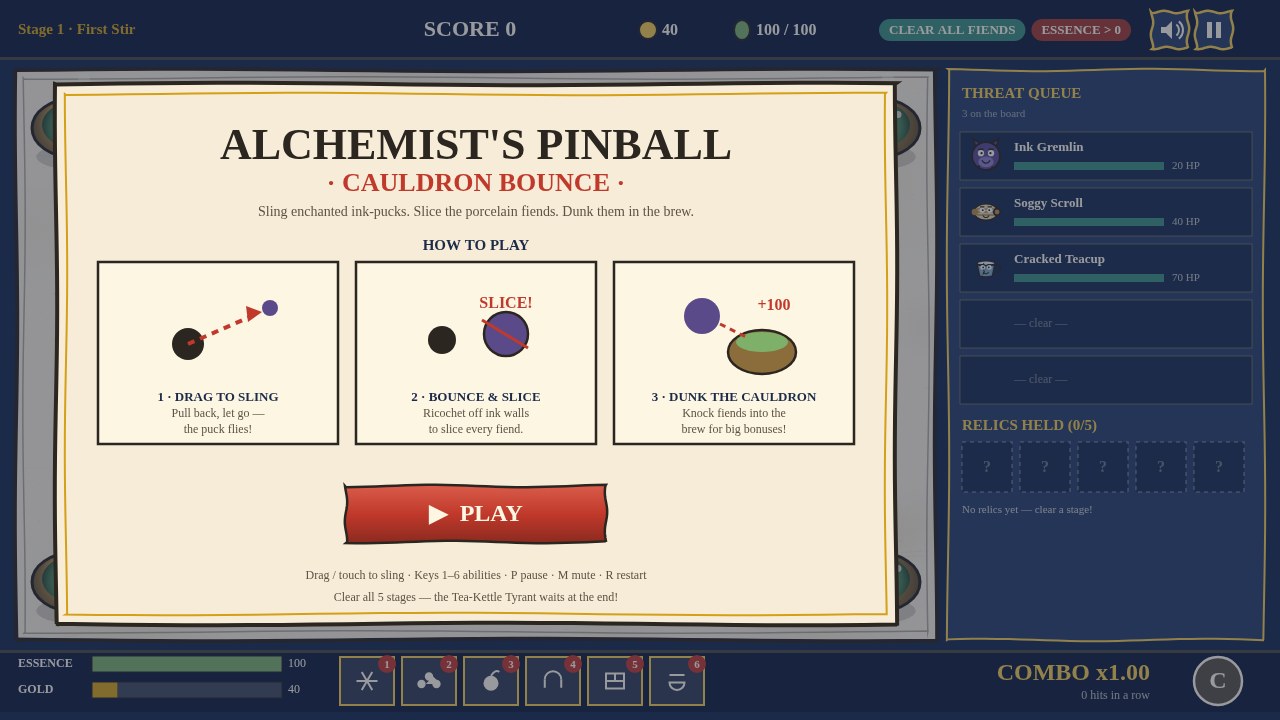 Stage 1 · First Stir
SCORE 0
40
100 / 100
CLEAR ALL FIENDS
ESSENCE > 0
ALCHEMIST'S PINBALL
· CAULDRON BOUNCE ·
Sling enchanted ink-pucks. Slice the porcelain fiends. Dunk them in the brew.
HOW TO PLAY
1 · DRAG TO SLING
Pull back, let go —
the puck flies!
SLICE!
2 · BOUNCE & SLICE
Ricochet off ink walls
to slice every fiend.
+100
3 · DUNK THE CAULDRON
Knock fiends into the
brew for big bonuses!
▶ PLAY
Drag / touch to sling · Keys 1–6 abilities · P pause · M mute · R restart
Clear all 5 stages — the Tea-Kettle Tyrant waits at the end!
THREAT QUEUE
3 on the board
Ink Gremlin
20 HP
Soggy Scroll
40 HP
Cracked Teacup
70 HP
— clear —
— clear —
RELICS HELD (0/5)
? ? ? ? ?
No relics yet — clear a stage!
ESSENCE 100
GOLD 40
1 2 3 4 5 6
COMBO x1.00
0 hits in a row
C